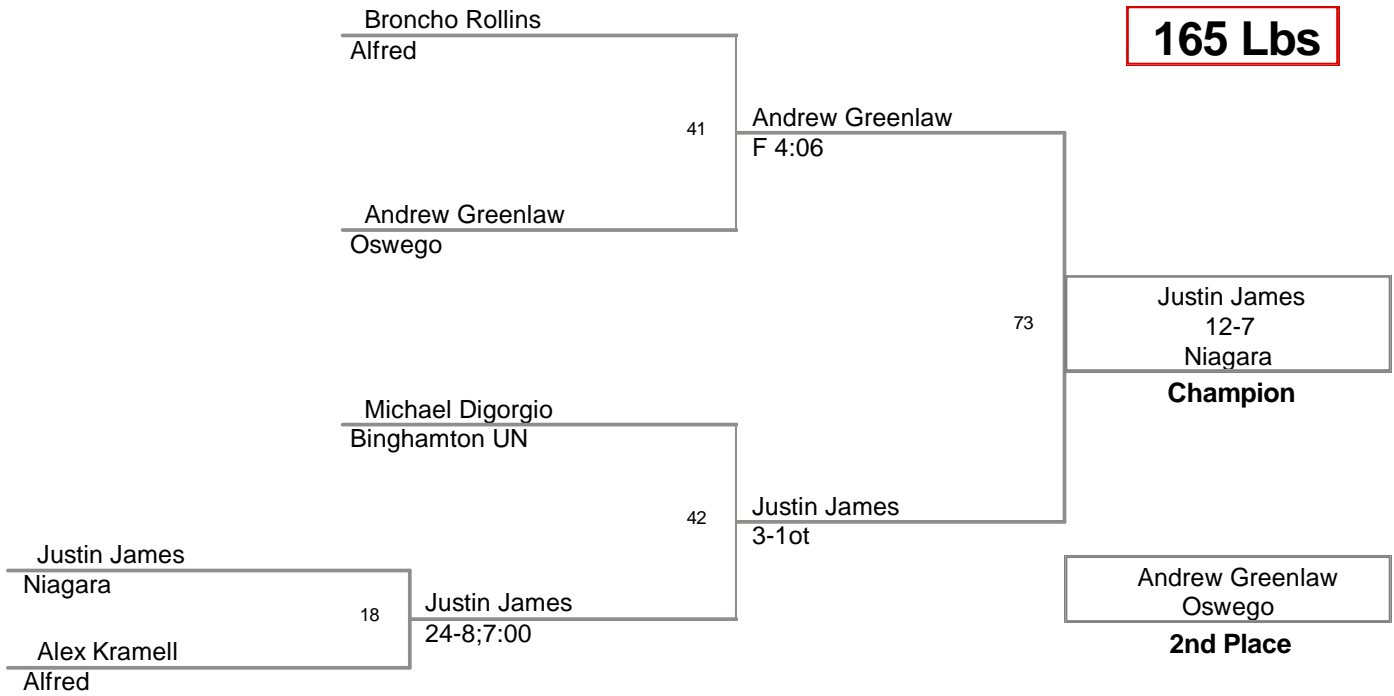 Broncho Rollins
Alfred
165 Lbs
41
Andrew Greenlaw
F 4:06
Andrew Greenlaw
Oswego
73
Justin James
12-7
Niagara
Champion
Michael Digorgio
Binghamton UN
42
Justin James
3-1ot
Justin James
Niagara
18
Justin James
24-8;7:00
Alex Kramell
Alfred
Andrew Greenlaw
Oswego
2nd Place